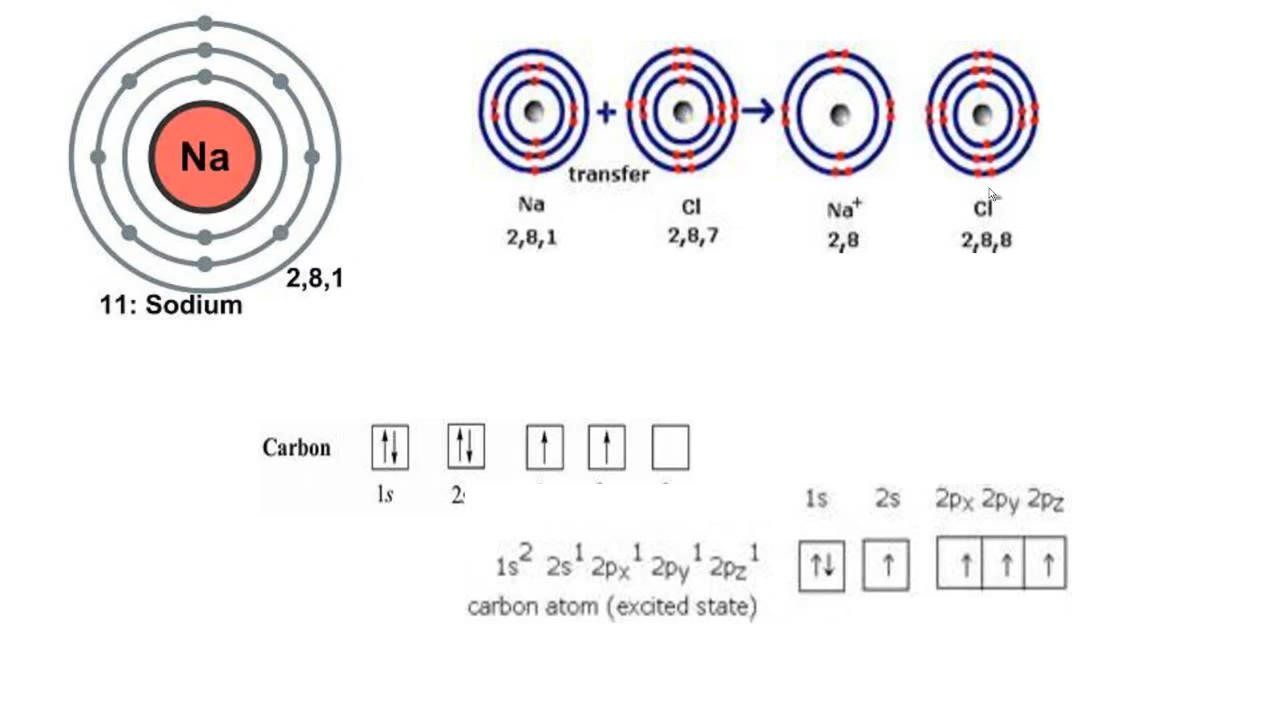 Na
2,8,1
11: Sodium
+
transfer
Na Cl Na⁺ Cl
2,8,1 2,8,7 2,8 2,8,8
Carbon
1s 2
1s 2s 2px 2py 2pz
1s² 2s¹ 2px¹ 2py¹ 2pz¹
carbon atom (excited state)